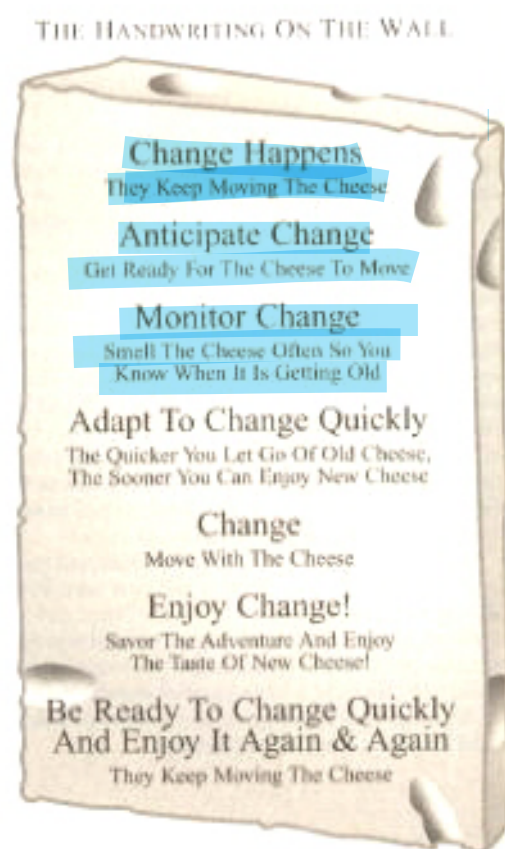 THE HANDWRITING ON THE WALL
Change Happens
They Keep Moving The Cheese
Anticipate Change
Get Ready For The Cheese To Move
Monitor Change
Smell The Cheese Often So You
Know When It Is Getting Old
Adapt To Change Quickly
The Quicker You Let Go Of Old Cheese,
The Sooner You Can Enjoy New Cheese
Change
Move With The Cheese
Enjoy Change!
Savor The Adventure And Enjoy
The Taste Of New Cheese!
Be Ready To Change Quickly
And Enjoy It Again & Again
They Keep Moving The Cheese